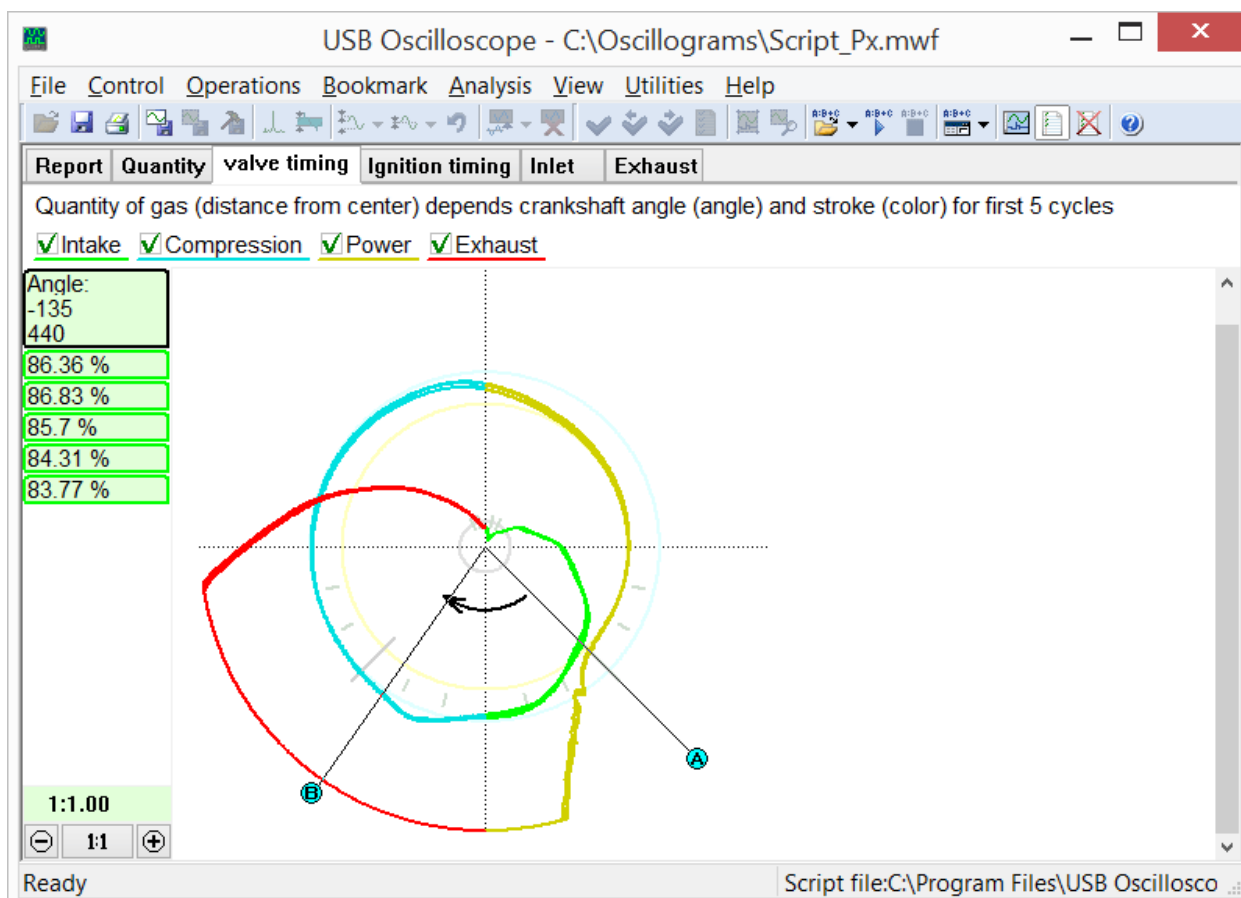 USB Oscilloscope - C:\Oscillograms\Script_Px.mwf
File Control Operations Bookmark Analysis View Utilities Help
A:B+C A:B+C A:B+C A:B+C
Report Quantity valve timing Ignition timing Inlet Exhaust
Quantity of gas (distance from center) depends crankshaft angle (angle) and stroke (color) for first 5 cycles
Intake Compression Power Exhaust
Angle:
-135
440
86.36 %
86.83 %
85.7 %
84.31 %
83.77 %
A
B
1:1.00
1:1
Ready Script file:C:\Program Files\USB Oscillosco